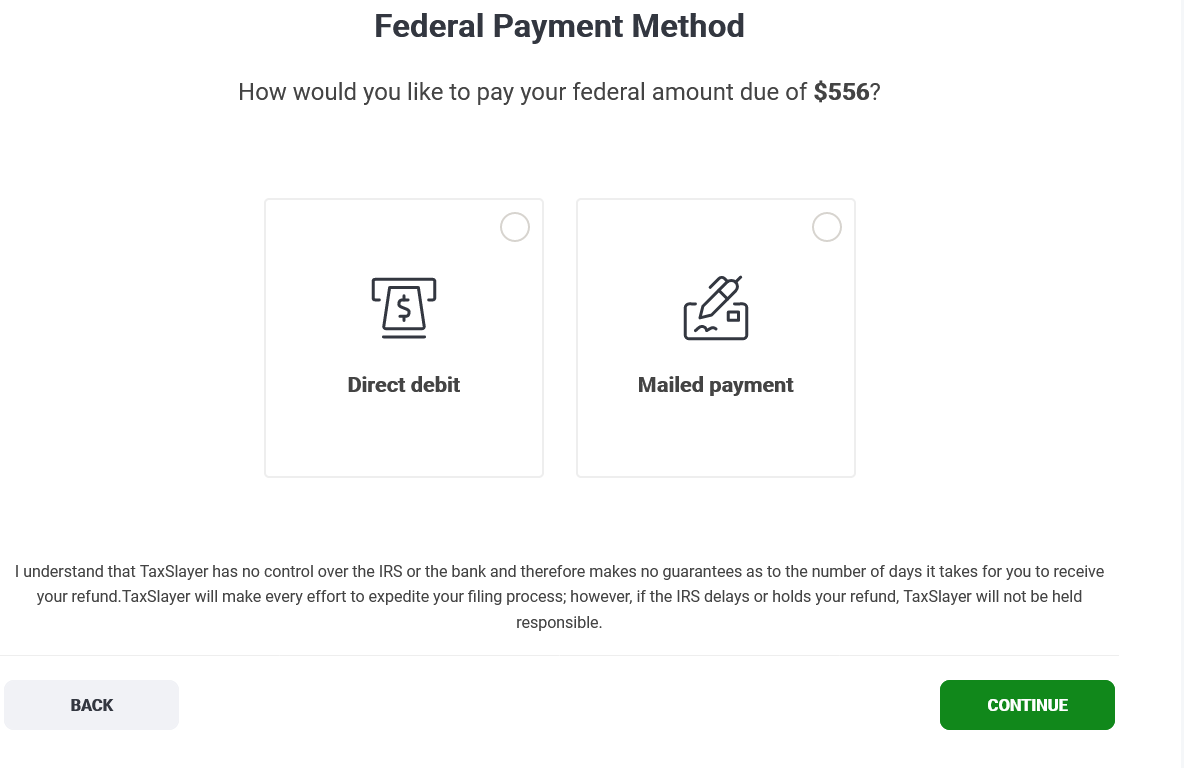 Federal Payment Method
How would you like to pay your federal amount due of $556?
$
Direct debit
Mailed payment
I understand that TaxSlayer has no control over the IRS or the bank and therefore makes no guarantees as to the number of days it takes for you to receive
your refund.TaxSlayer will make every effort to expedite your filing process; however, if the IRS delays or holds your refund, TaxSlayer will not be held
responsible.
BACK
CONTINUE